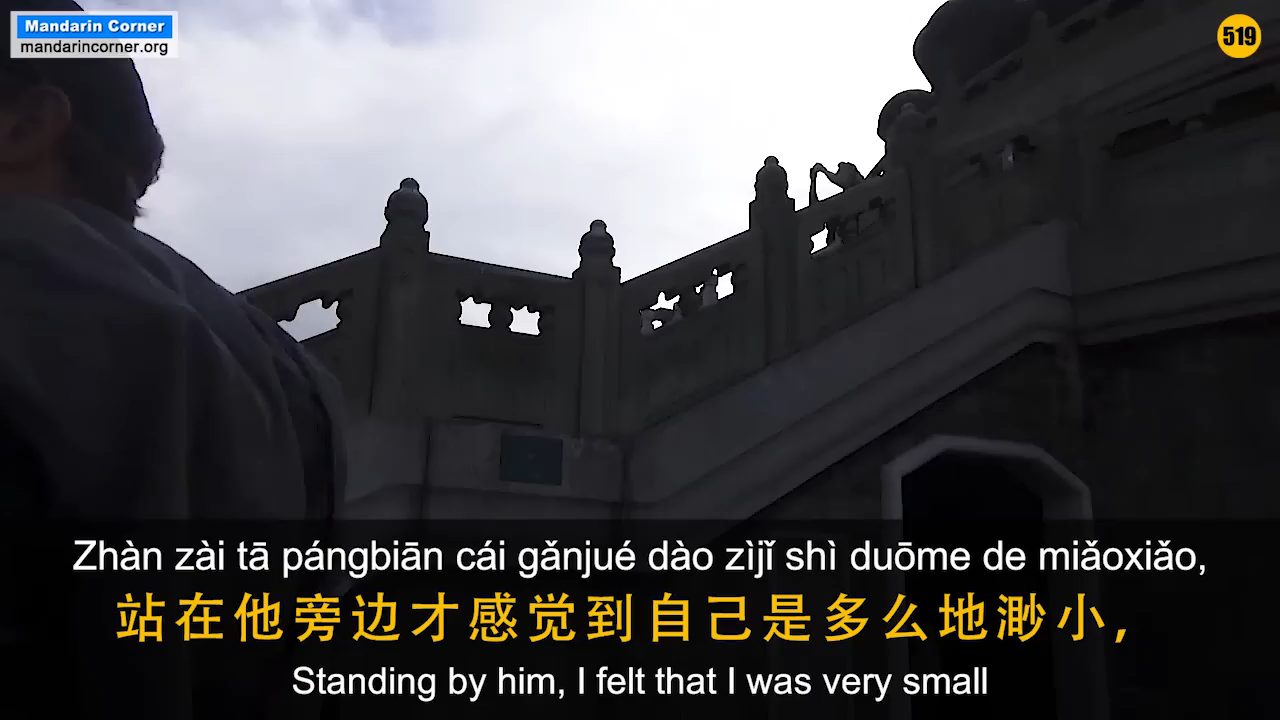 Mandarin Corner
mandarincorner.org
519
Zhàn zài tā pángbiān cái gǎnjué dào zìjǐ shì duōme de miǎoxiǎo,
站在他旁边才感觉到自己是多么地渺小，
Standing by him, I felt that I was very small